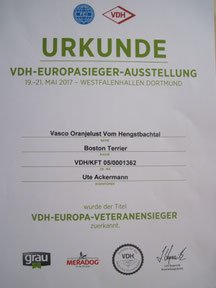 VDH
URKUNDE
VDH-EUROPASIEGER-AUSSTELLUNG
19.-21. MAI 2017 – WESTFALENHALLEN DORTMUND
Vasco Oranjelust Vom Hengstbachtal
Boston Terrier
VDH/KFT 05/0001362
Ute Ackermann
wurde der Titel
VDH-EUROPA-VETERANENSIEGER
zuerkannt.
grau
MERADOG
VDH